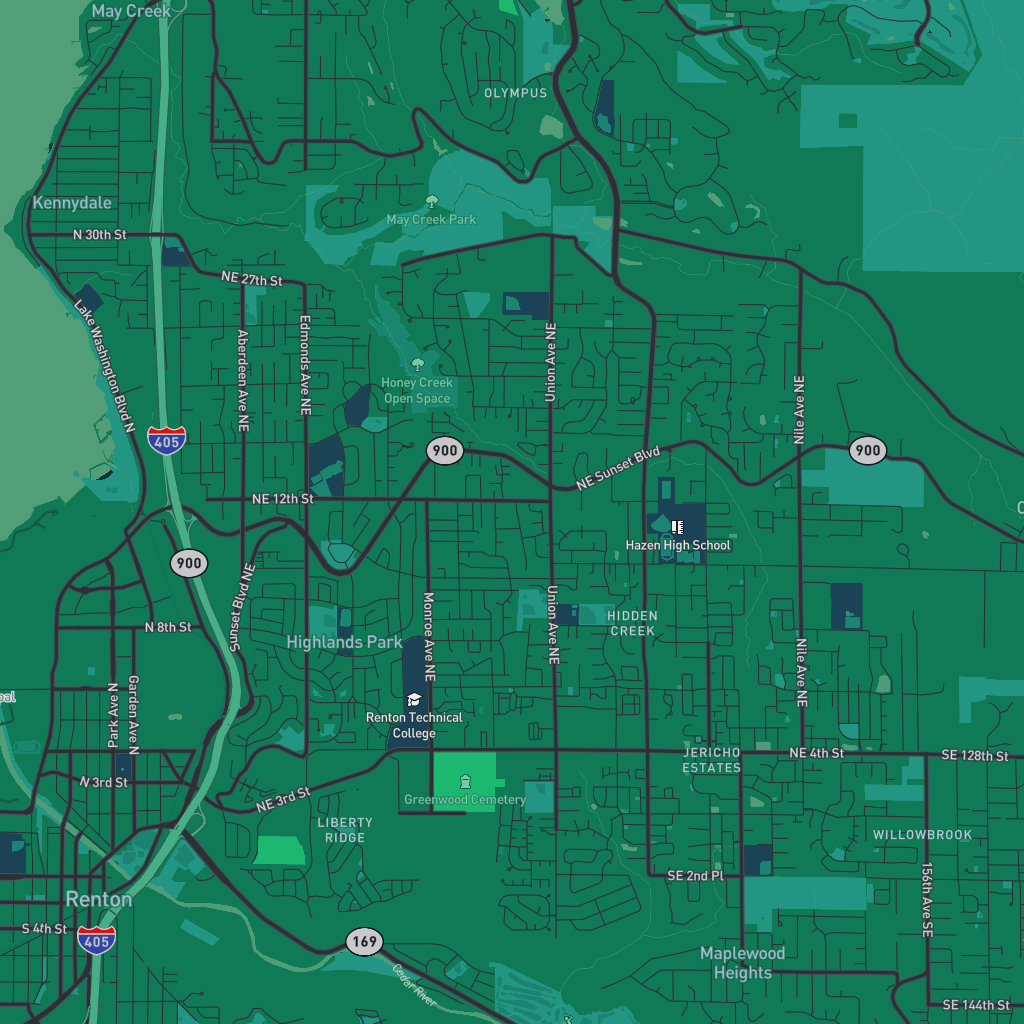 May Creek
OLYMPUS
Kennydale
May Creek Park
N 30th St
NE 27th St
Lake Washington Blvd N
Aberdeen Ave NE
Edmonds Ave NE
Union Ave NE
Honey Creek
Open Space
Nile Ave NE
405
900
NE Sunset Blvd
900
NE 12th St
Hazen High School
900
Sunset Blvd NE
Monroe Ave NE
Union Ave NE
HIDDEN
CREEK
N 8th St
Highlands Park
Nile Ave NE
Park Ave N
Garden Ave N
Renton Technical
College
JERICHO
ESTATES
NE 4th St
SE 128th St
N 3rd St
NE 3rd St
Greenwood Cemetery
LIBERTY
RIDGE
WILLOWBROOK
SE 2nd Pl
156th Ave SE
Renton
S 4th St
405
169
Cedar River
Maplewood
Heights
SE 144th St